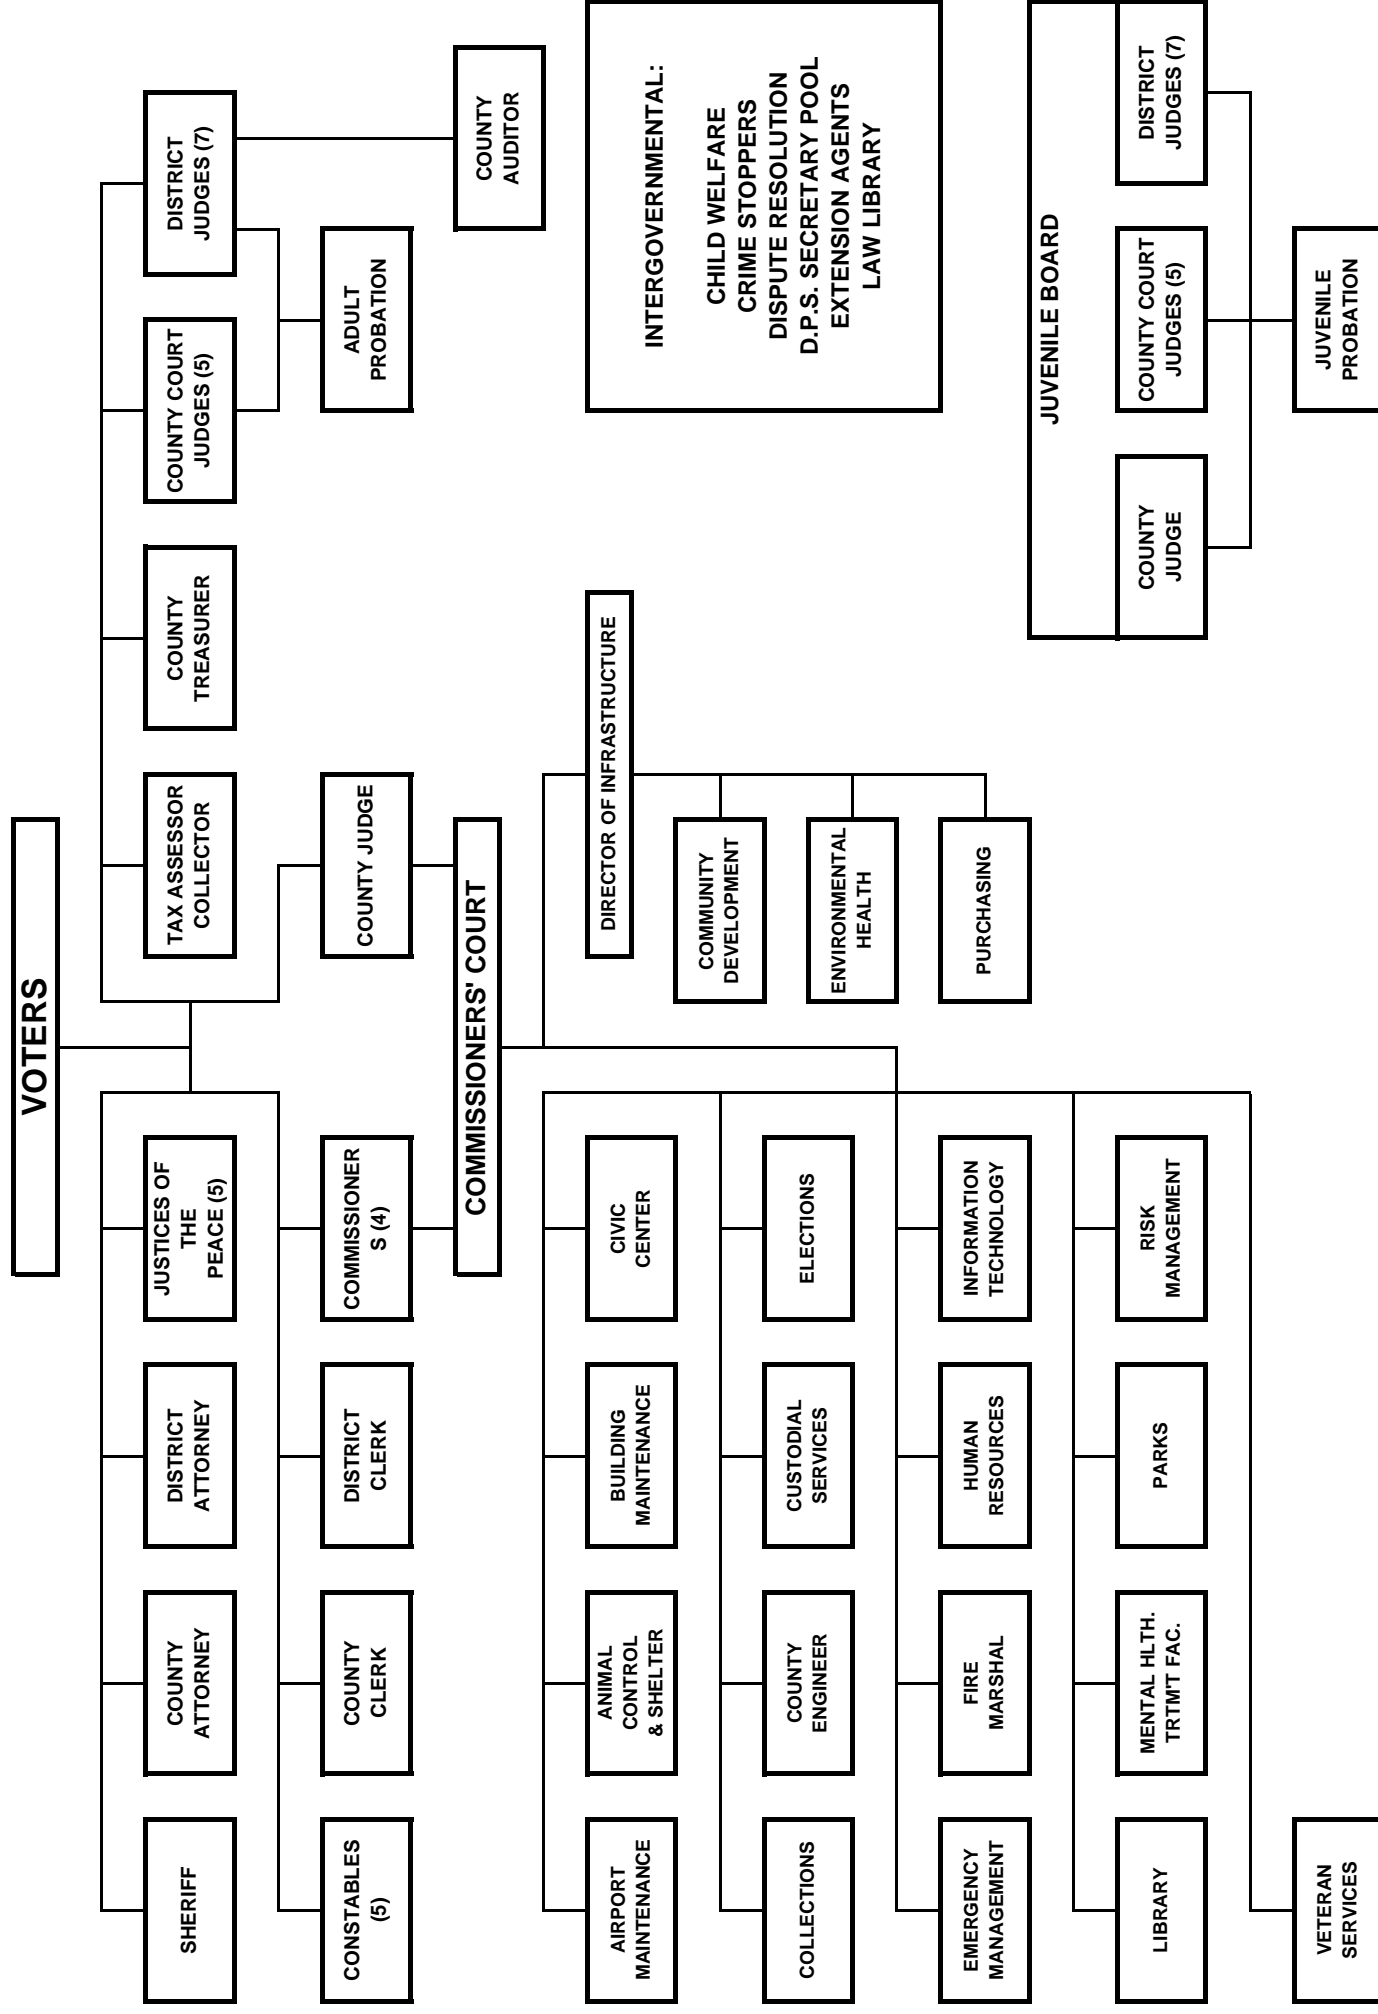 VOTERS
SHERIFF
COUNTY
ATTORNEY
DISTRICT
ATTORNEY
JUSTICES OF
THE
PEACE (5)
TAX ASSESSOR
COLLECTOR
COUNTY
TREASURER
COUNTY COURT
JUDGES (5)
DISTRICT
JUDGES (7)
CONSTABLES
(5)
COUNTY
CLERK
DISTRICT
CLERK
COMMISSIONER
S (4)
COUNTY JUDGE
ADULT
PROBATION
COMMISSIONERS' COURT
COUNTY
AUDITOR
AIRPORT
MAINTENANCE
ANIMAL
CONTROL
& SHELTER
BUILDING
MAINTENANCE
CIVIC
CENTER
DIRECTOR OF INFRASTRUCTURE
COLLECTIONS
COUNTY
ENGINEER
CUSTODIAL
SERVICES
ELECTIONS
COMMUNITY
DEVELOPMENT
EMERGENCY
MANAGEMENT
FIRE
MARSHAL
HUMAN
RESOURCES
INFORMATION
TECHNOLOGY
ENVIRONMENTAL
HEALTH
PURCHASING
LIBRARY
MENTAL HLTH.
TRTM'T FAC.
PARKS
RISK
MANAGEMENT
VETERAN
SERVICES
INTERGOVERNMENTAL:
CHILD WELFARE
CRIME STOPPERS
DISPUTE RESOLUTION
D.P.S. SECRETARY POOL
EXTENSION AGENTS
LAW LIBRARY
JUVENILE BOARD
COUNTY
JUDGE
COUNTY COURT
JUDGES (5)
DISTRICT
JUDGES (7)
JUVENILE
PROBATION